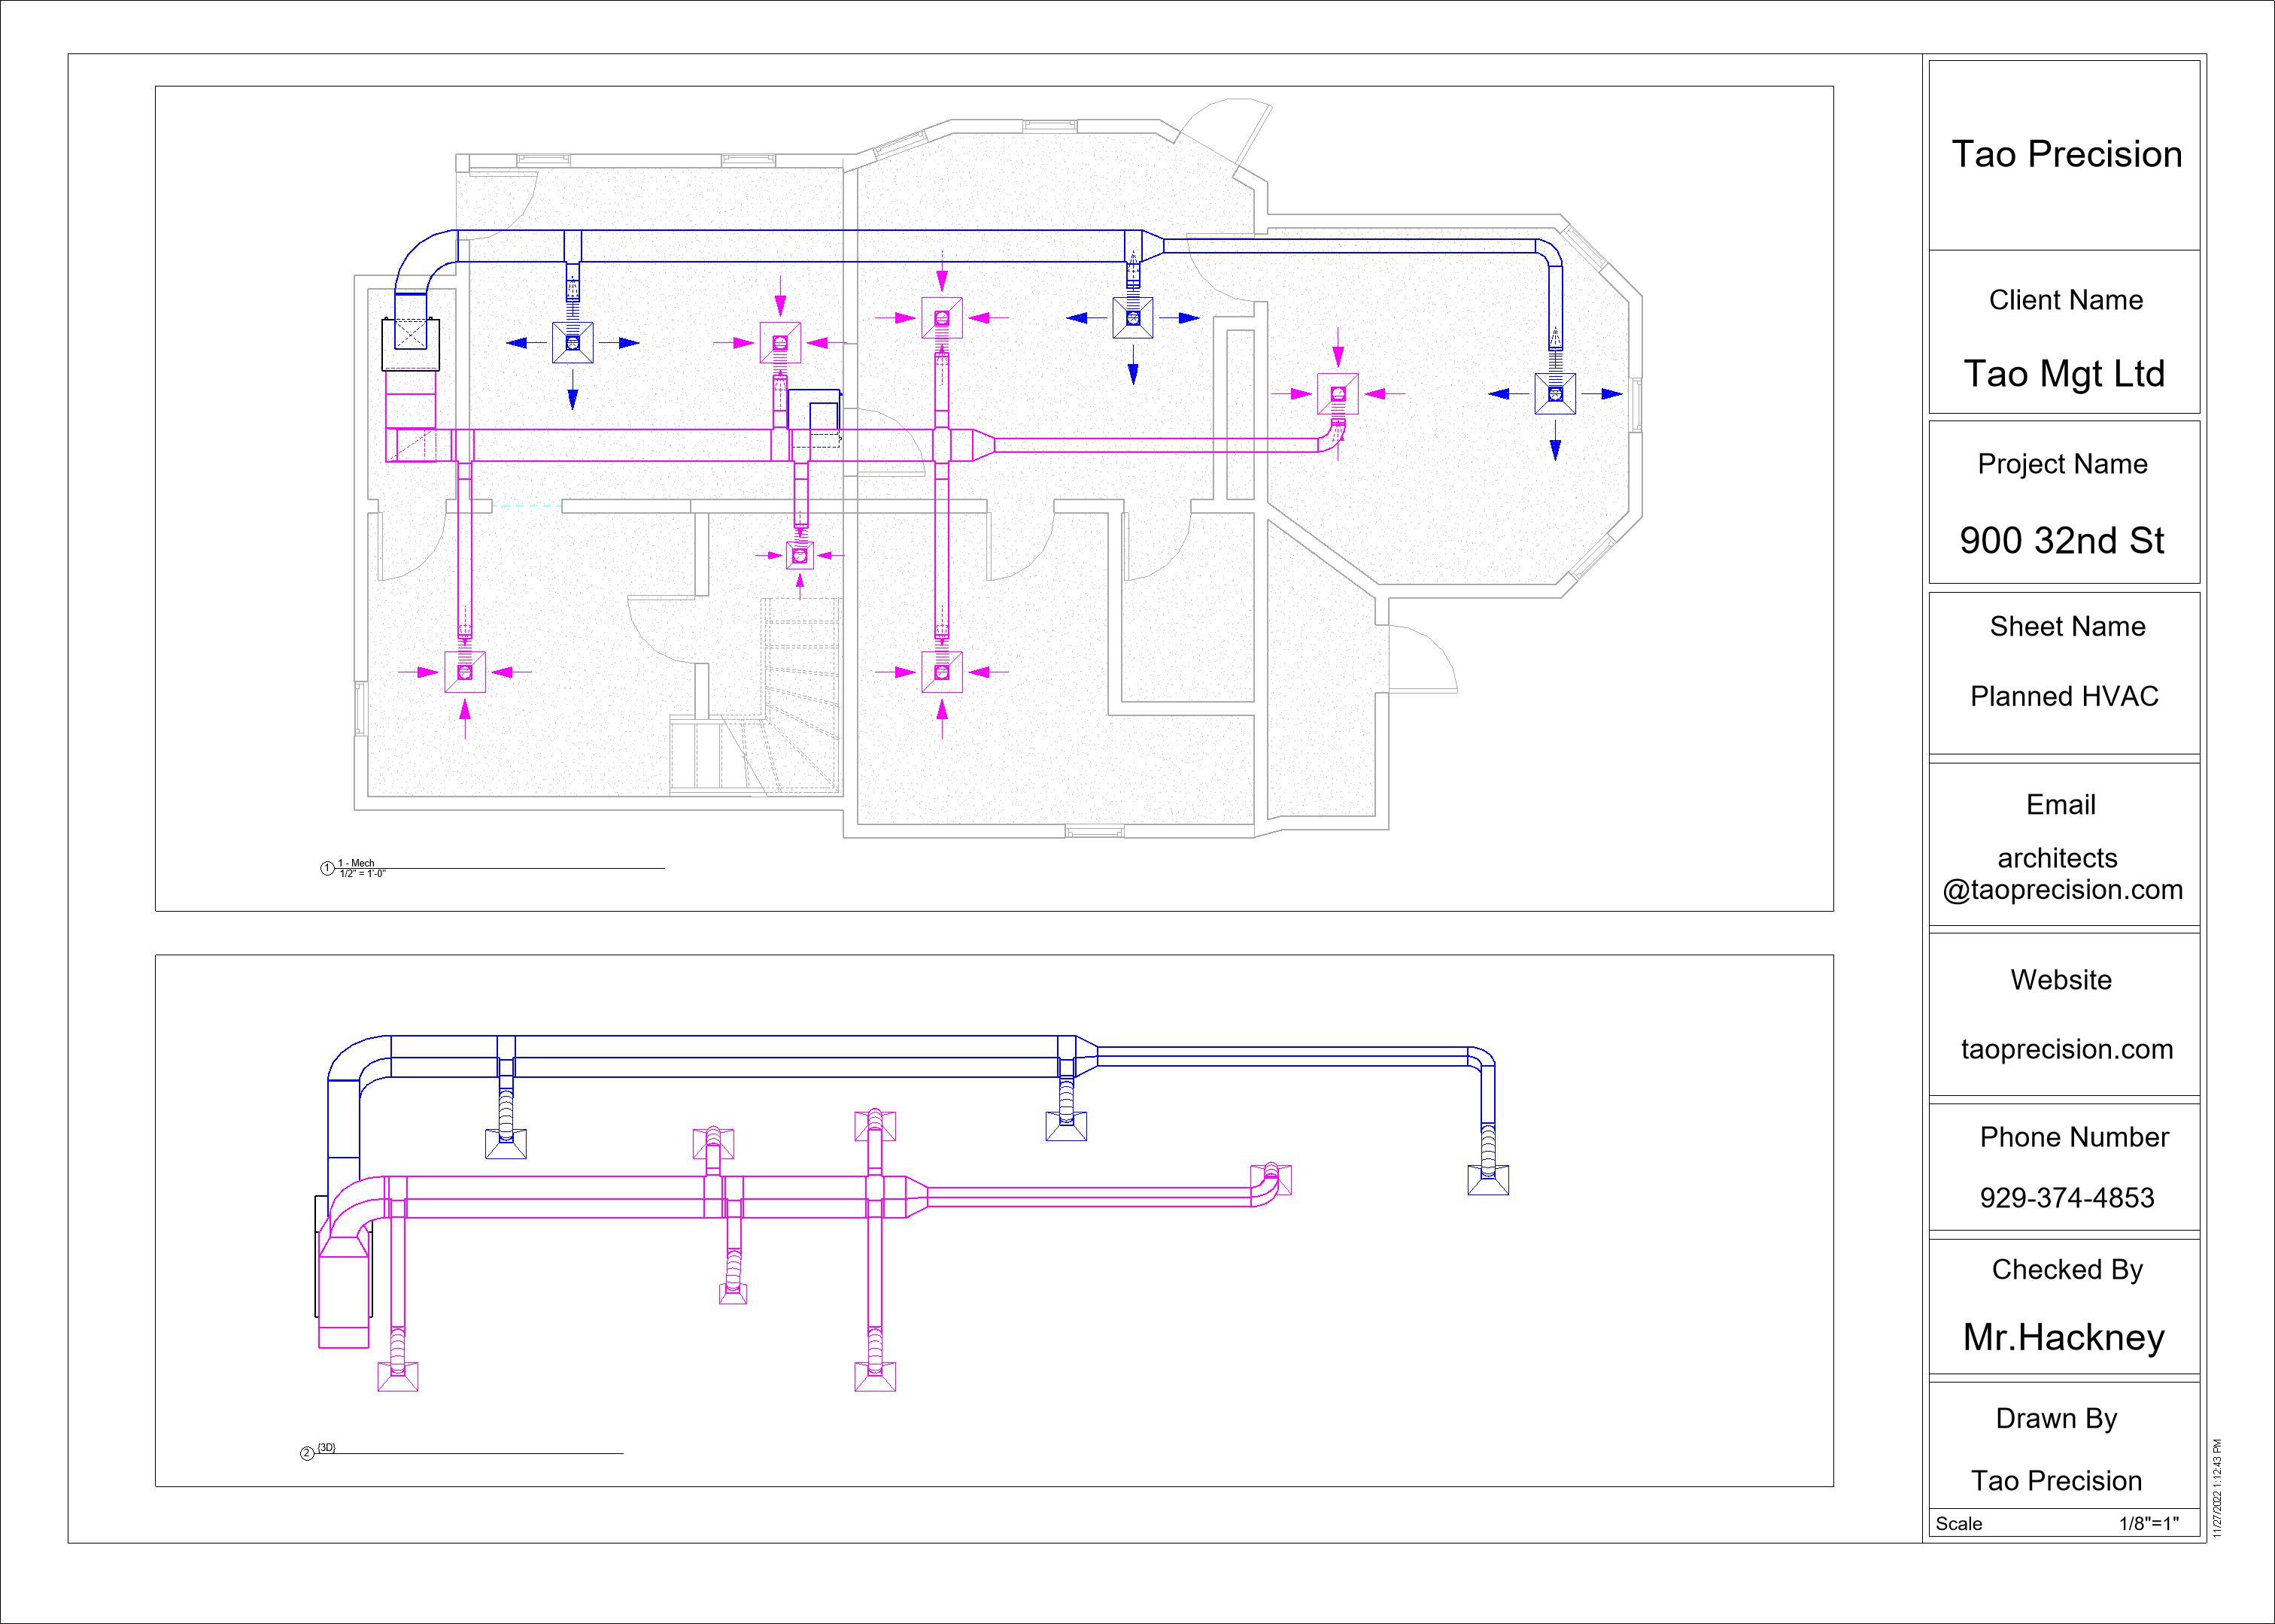 Tao Precision
Client Name
Tao Mgt Ltd
Project Name
900 32nd St
Sheet Name
Planned HVAC
Email
architects
@taoprecision.com
Website
taoprecision.com
Phone Number
929-374-4853
Checked By
Mr.Hackney
Drawn By
Tao Precision
Scale 1/8"=1"
11/27/2022 1:12:43 PM
1 1 - Mech
1/2" = 1'-0"
2 {3D}